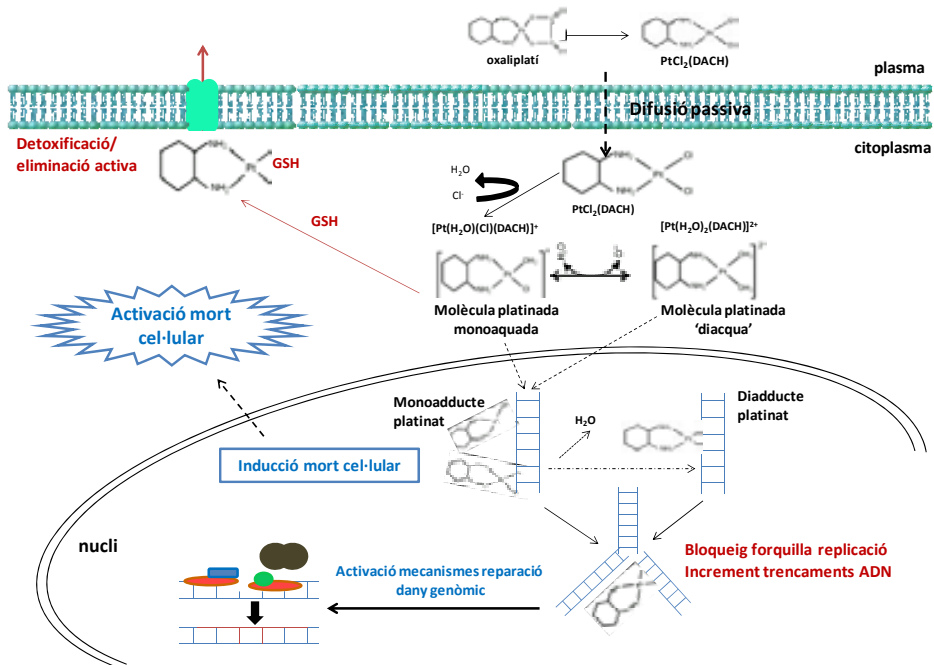 oxaliplatí
PtCl2(DACH)
plasma
Difusió passiva
citoplasma
Detoxificació/
eliminació activa
GSH
GSH
H2O
Cl-
PtCl2(DACH)
[Pt(H2O)(Cl)(DACH)]+
[Pt(H2O)2(DACH)]2+
Molècula platinada
monoaquada
Molècula platinada
‘diacqua’
Activació mort
cel·lular
Monoadducte
platinat
H2O
Diadducte
platinat
Inducció mort cel·lular
nucli
Bloqueig forquilla replicació
Increment trencaments ADN
Activació mecanismes reparació
dany genòmic